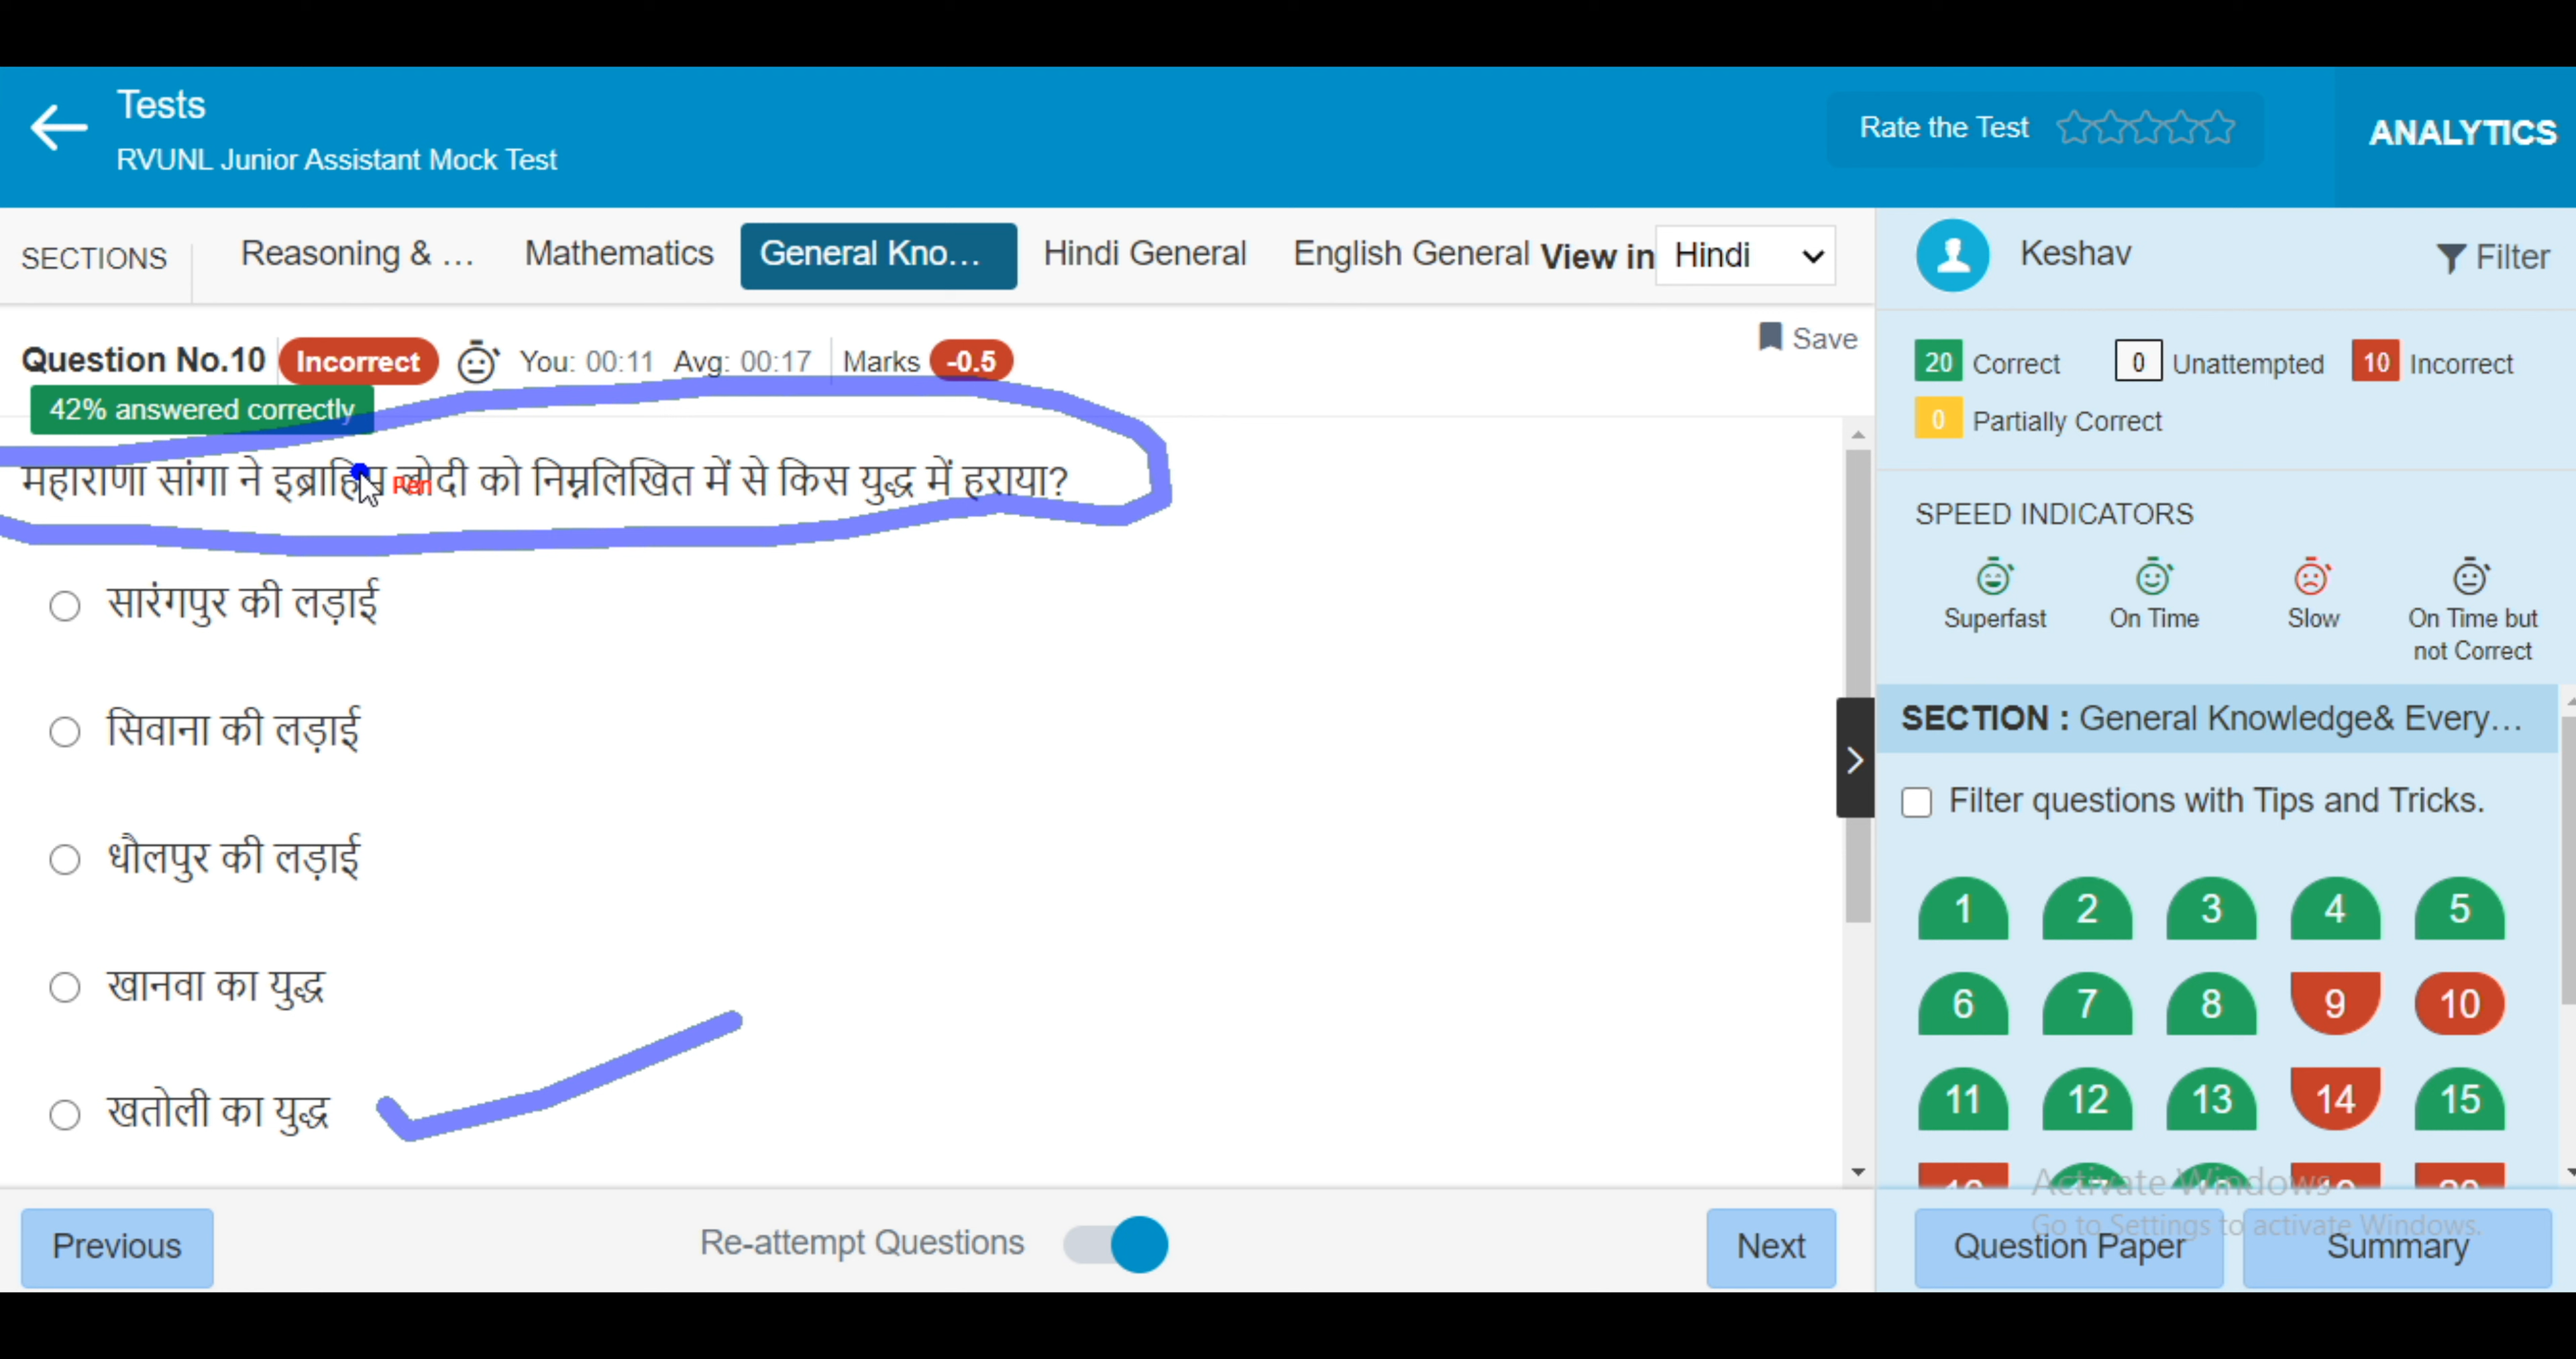 Tests
RVUNL Junior Assistant Mock Test
Rate the Test
ANALYTICS
SECTIONS
Reasoning & ...
Mathematics
General Kno...
Hindi General
English General
View in
Hindi
Keshav
Filter
Question No.10
Incorrect
You: 00:11
Avg: 00:17
Marks
-0.5
Save
42% answered correctly
महाराणा सांगा ने इब्राहिम लोदी को निम्नलिखित में से किस युद्ध में हराया?
Pen
सारंगपुर की लड़ाई
सिवाना की लड़ाई
धौलपुर की लड़ाई
खानवा का युद्ध
खतोली का युद्ध
20 Correct
0 Unattempted
10 Incorrect
0 Partially Correct
SPEED INDICATORS
Superfast
On Time
Slow
On Time but
not Correct
SECTION : General Knowledge& Every...
Filter questions with Tips and Tricks.
1 2 3 4 5
6 7 8 9 10
11 12 13 14 15
Activate Windows
Go to Settings to activate Windows.
Previous
Re-attempt Questions
Next
Question Paper
Summary